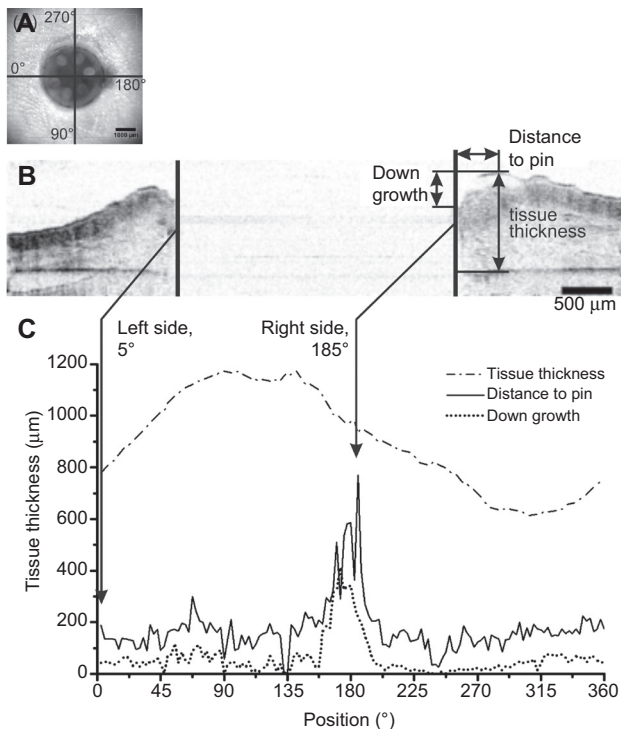 (A)
270°
0°
180°
90°
1000 µm
B
Distance
to pin
Down
growth
tissue
thickness
500 µm
C
Left side,
5°
Right side,
185°
1200
1000
800
600
400
200
0
Tissue thickness (µm)
Tissue thickness
Distance to pin
Down growth
0
45
90
135
180
225
270
315
360
Position (°)